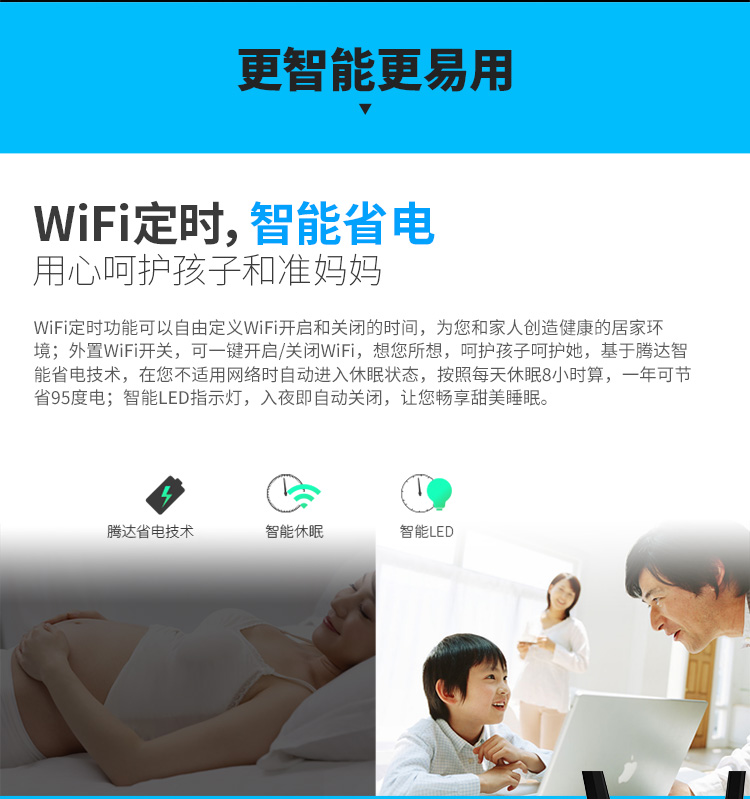 更智能更易用
WiFi定时，智能省电
用心呵护孩子和准妈妈
WiFi定时功能可以自由定义WiFi开启和关闭的时间，为您和家人创造健康的居家环
境；外置WiFi开关，可一键开启/关闭WiFi，想您所想，呵护孩子呵护她，基于腾达智
能省电技术，在您不适用网络时自动进入休眠状态，按照每天休眠8小时算，一年可节
省95度电；智能LED指示灯，入夜即自动关闭，让您畅享甜美睡眠。
腾达省电技术
智能休眠
智能LED